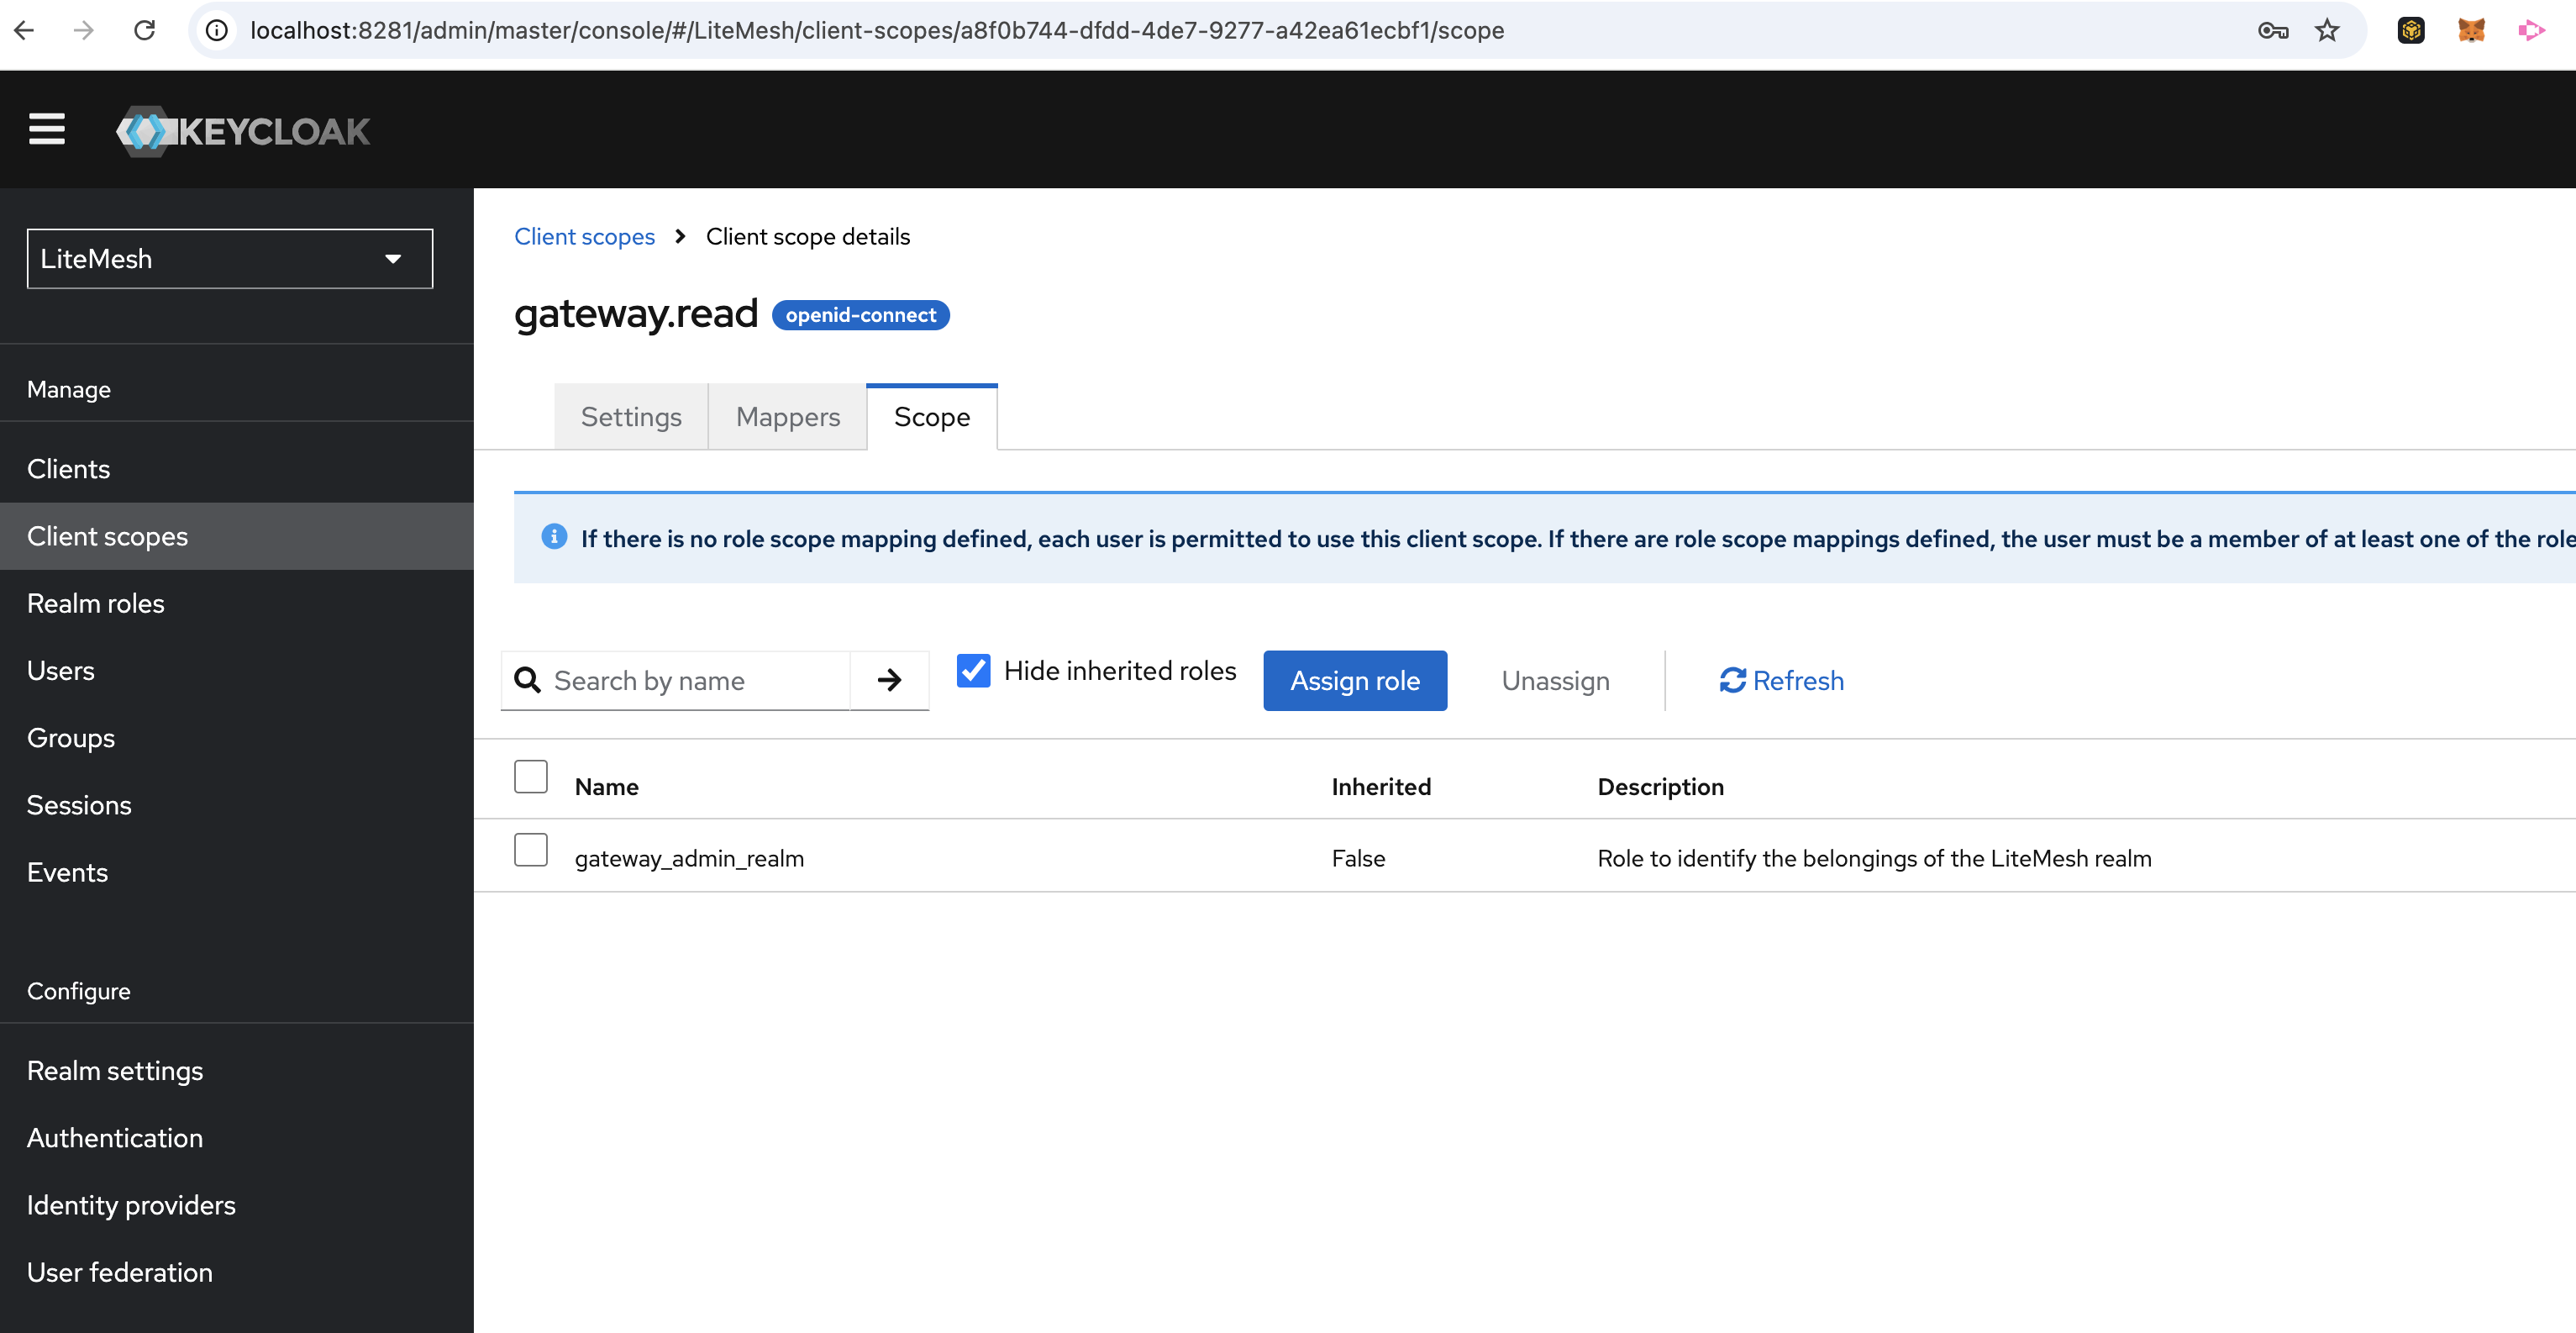 localhost:8281/admin/master/console/#/LiteMesh/client-scopes/a8f0b744-dfdd-4de7-9277-a42ea61ecbf1/scope
KEYCLOAK
LiteMesh
Manage
Clients
Client scopes
Realm roles
Users
Groups
Sessions
Events
Configure
Realm settings
Authentication
Identity providers
User federation
Client scopes > Client scope details
gateway.read openid-connect
Settings Mappers Scope
If there is no role scope mapping defined, each user is permitted to use this client scope. If there are role scope mappings defined, the user must be a member of at least one of the role
Search by name Hide inherited roles Assign role Unassign Refresh
Name Inherited Description
gateway_admin_realm False Role to identify the belongings of the LiteMesh realm